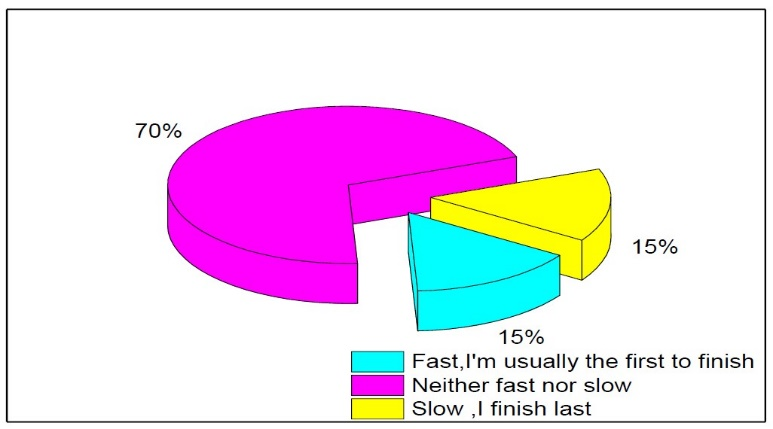 70%
15%
15%
Fast,I'm usually the first to finish
Neither fast nor slow
Slow ,I finish last